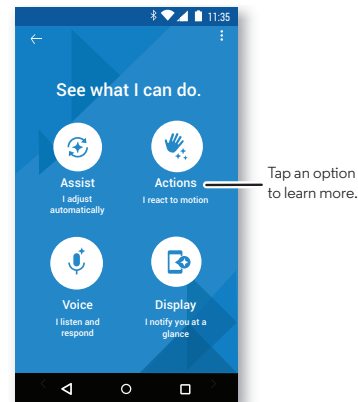 11:35
See what I can do.
Assist
I adjust
automatically
Actions
I react to motion
Tap an option
to learn more.
Voice
I listen and
respond
Display
I notify you at a
glance